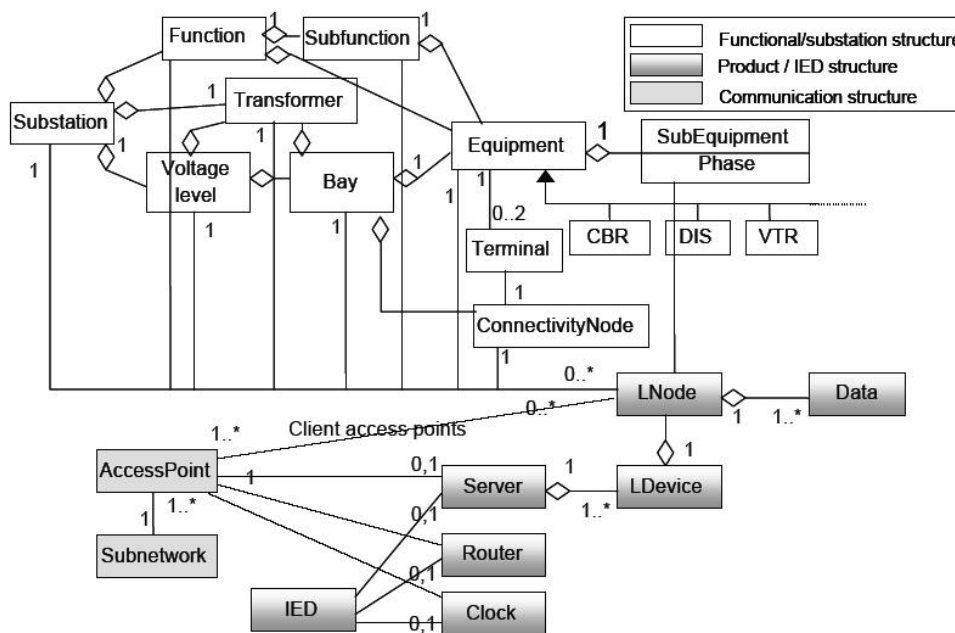 Function
1
Subfunction
1
Functional/substation structure
Product / IED structure
Communication structure
Substation
1
Transformer
1
1
Voltage
level
Bay
1
Equipment
1
SubEquipment
Phase
1
1
1
1
1
0..2
CBR
DIS
VTR
Terminal
1
ConnectivityNode
1
0..*
LNode
1
1..*
Data
0..*
Client access points
1..*
AccessPoint
1
0,1
Server
1
1..*
LDevice
1
1
1..*
0,1
Subnetwork
Router
0,1
IED
0,1
Clock